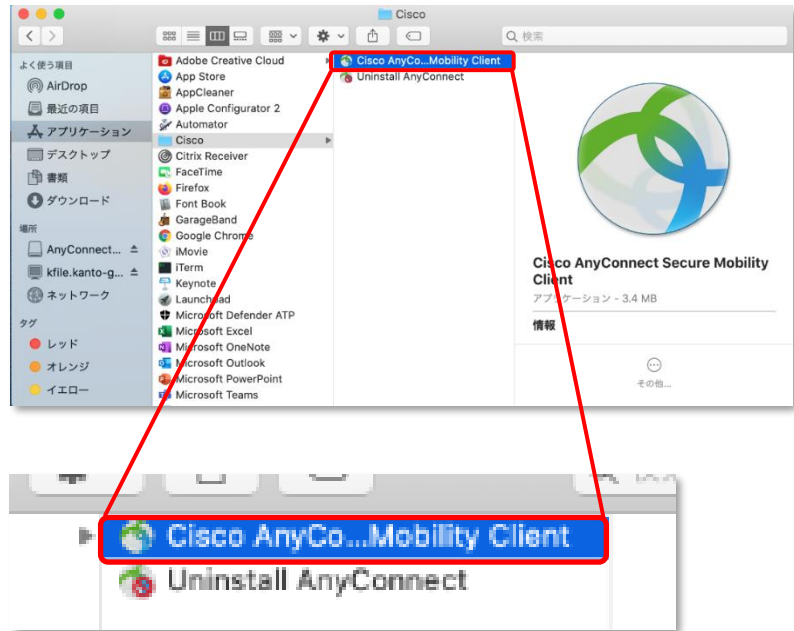 Cisco
検索
よく使う項目
AirDrop
最近の項目
アプリケーション
デスクトップ
書類
ダウンロード
場所
AnyConnect...
kfile.kanto-g...
ネットワーク
タグ
レッド
オレンジ
イエロー
Adobe Creative Cloud
App Store
AppCleaner
Apple Configurator 2
Automator
Cisco
Citrix Receiver
FaceTime
Firefox
Font Book
GarageBand
Google Chrome
iMovie
iTerm
Keynote
Launchpad
Microsoft Defender ATP
Microsoft Excel
Microsoft OneNote
Microsoft Outlook
Microsoft PowerPoint
Microsoft Teams
Cisco AnyCo...Mobility Client
Uninstall AnyConnect
Cisco AnyConnect Secure Mobility
Client
アプリケーション - 3.4 MB
情報
その他...
Cisco AnyCo...Mobility Client
Uninstall AnyConnect